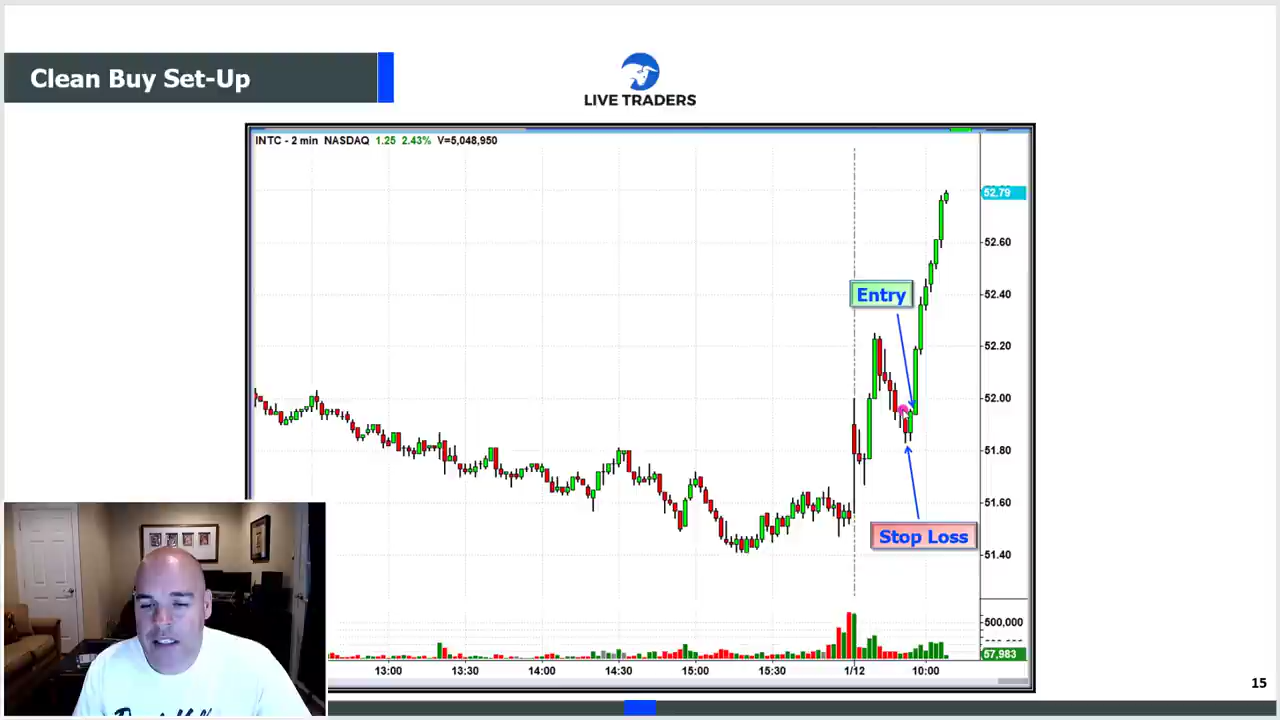 Clean Buy Set-Up
LIVE TRADERS
INTC - 2 min NASDAQ 1.25 2.43% V=5,048,950
52.79
52.60
Entry
52.40
52.20
52.00
51.80
51.60
Stop Loss
51.40
500,000
57,983
13:00 13:30 14:00 14:30 15:00 15:30 1/12 10:00
15